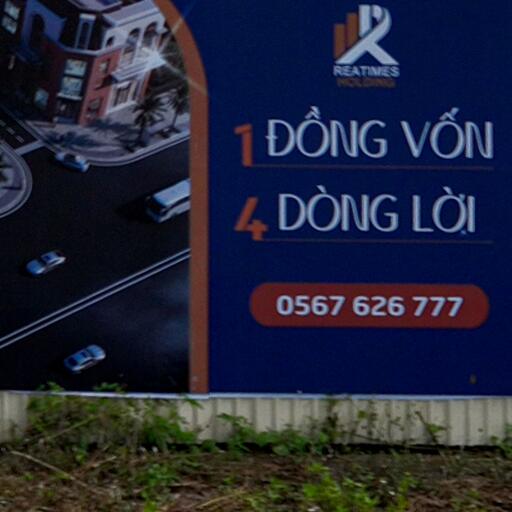 REATIMES
HOLDING
1 ĐỒNG VỐN
4 DÒNG LỜI
0567 626 777